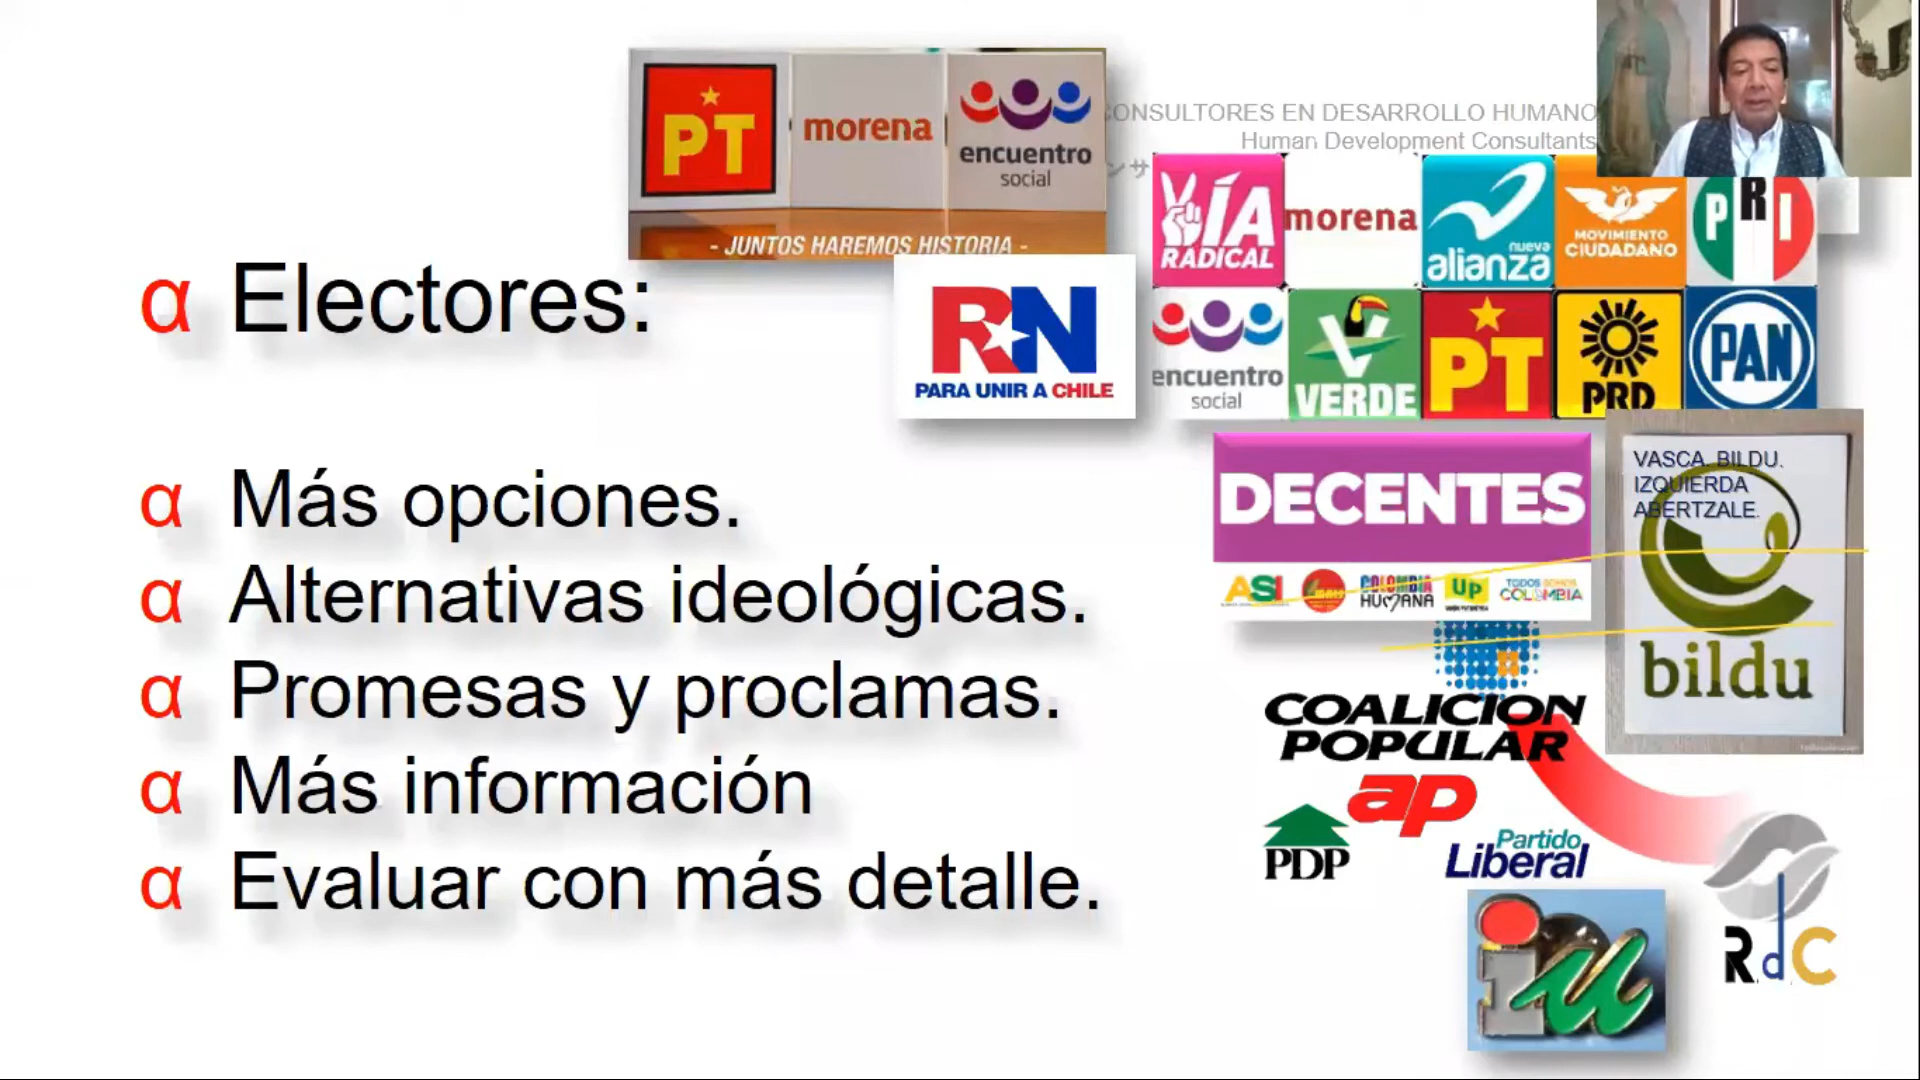 PT
morena
encuentro
social
- JUNTOS HAREMOS HISTORIA -
CONSULTORES EN DESARROLLO HUMANO
Human Development Consultants
ンサ
VÍA
RADICAL
morena
nueva
alianza
MOVIMIENTO
CIUDADANO
PRI
encuentro
social
VERDE
PT
PRD
PAN
RN
PARA UNIR A CHILE
α Electores:
α Más opciones.
α Alternativas ideológicas.
α Promesas y proclamas.
α Más información
α Evaluar con más detalle.
DECENTES
ASI
COLOMBIA
HUMANA
UP
TODOS SOMOS
COLOMBIA
VASCA. BILDU.
IZQUIERDA
ABERTZALE.
bildu
COALICION
POPULAR
ap
PDP
Partido
Liberal
iu
R.d.C